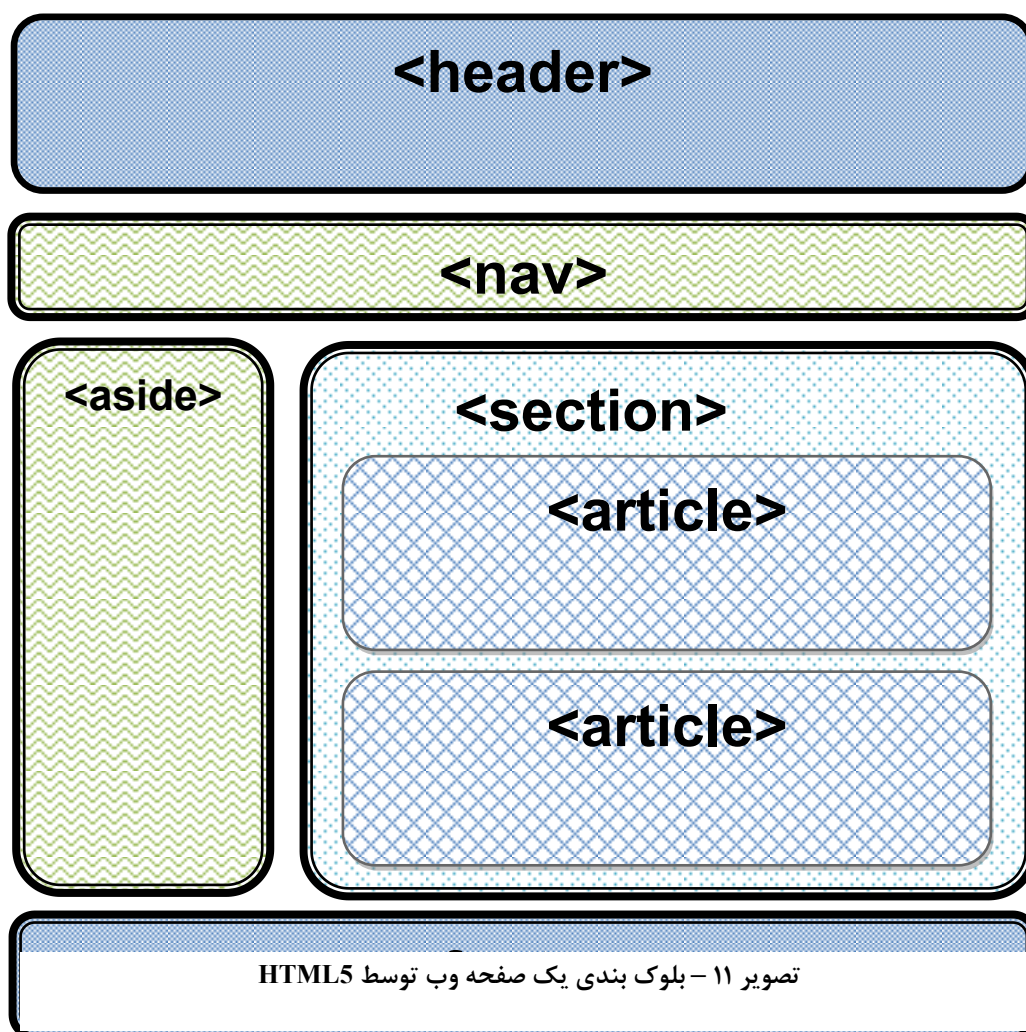 <header>
<nav>
<aside>
<section>
<article>
<article>
تصویر ۱۱ – بلوک بندی یک صفحه وب توسط HTML5